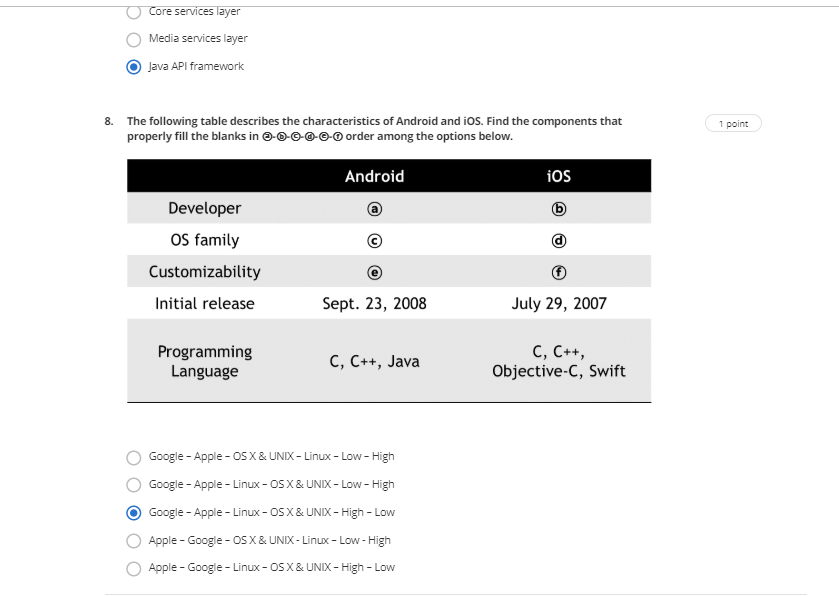 Core services layer
Media services layer
Java API framework
8. The following table describes the characteristics of Android and iOS. Find the components that 1 point
properly fill the blanks in ⓐ-ⓑ-ⓒ-ⓓ-ⓔ-ⓕ order among the options below.
Android iOS
Developer ⓐ ⓑ
OS family ⓒ ⓓ
Customizability ⓔ ⓕ
Initial release Sept. 23, 2008 July 29, 2007
Programming
Language
C, C++, Java
C, C++,
Objective-C, Swift
Google – Apple – OS X & UNIX – Linux – Low – High
Google – Apple – Linux – OS X & UNIX – Low – High
Google – Apple – Linux – OS X & UNIX – High – Low
Apple – Google – OS X & UNIX - Linux – Low - High
Apple – Google – Linux – OS X & UNIX – High – Low